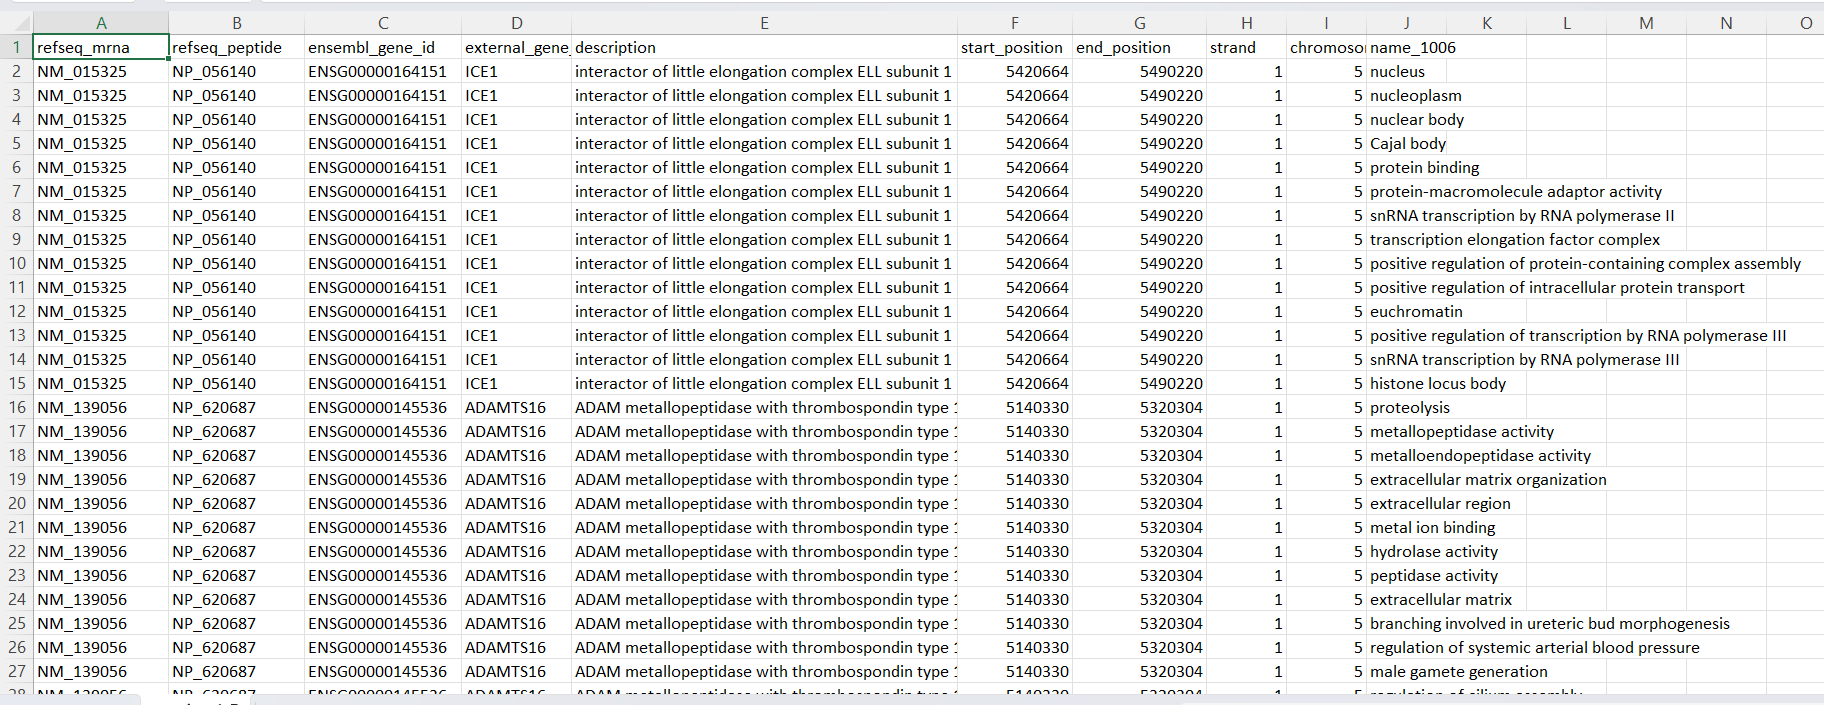 A B C D E F G H I J K L M N O
1 refseq_mrna refseq_peptide ensembl_gene_id external_gene_ description start_position end_position strand chromoso name_1006
2 NM_015325 NP_056140 ENSG00000164151 ICE1 interactor of little elongation complex ELL subunit 1 5420664 5490220 1 5 nucleus
3 NM_015325 NP_056140 ENSG00000164151 ICE1 interactor of little elongation complex ELL subunit 1 5420664 5490220 1 5 nucleoplasm
4 NM_015325 NP_056140 ENSG00000164151 ICE1 interactor of little elongation complex ELL subunit 1 5420664 5490220 1 5 nuclear body
5 NM_015325 NP_056140 ENSG00000164151 ICE1 interactor of little elongation complex ELL subunit 1 5420664 5490220 1 5 Cajal body
6 NM_015325 NP_056140 ENSG00000164151 ICE1 interactor of little elongation complex ELL subunit 1 5420664 5490220 1 5 protein binding
7 NM_015325 NP_056140 ENSG00000164151 ICE1 interactor of little elongation complex ELL subunit 1 5420664 5490220 1 5 protein-macromolecule adaptor activity
8 NM_015325 NP_056140 ENSG00000164151 ICE1 interactor of little elongation complex ELL subunit 1 5420664 5490220 1 5 snRNA transcription by RNA polymerase II
9 NM_015325 NP_056140 ENSG00000164151 ICE1 interactor of little elongation complex ELL subunit 1 5420664 5490220 1 5 transcription elongation factor complex
10 NM_015325 NP_056140 ENSG00000164151 ICE1 interactor of little elongation complex ELL subunit 1 5420664 5490220 1 5 positive regulation of protein-containing complex assembly
11 NM_015325 NP_056140 ENSG00000164151 ICE1 interactor of little elongation complex ELL subunit 1 5420664 5490220 1 5 positive regulation of intracellular protein transport
12 NM_015325 NP_056140 ENSG00000164151 ICE1 interactor of little elongation complex ELL subunit 1 5420664 5490220 1 5 euchromatin
13 NM_015325 NP_056140 ENSG00000164151 ICE1 interactor of little elongation complex ELL subunit 1 5420664 5490220 1 5 positive regulation of transcription by RNA polymerase III
14 NM_015325 NP_056140 ENSG00000164151 ICE1 interactor of little elongation complex ELL subunit 1 5420664 5490220 1 5 snRNA transcription by RNA polymerase III
15 NM_015325 NP_056140 ENSG00000164151 ICE1 interactor of little elongation complex ELL subunit 1 5420664 5490220 1 5 histone locus body
16 NM_139056 NP_620687 ENSG00000145536 ADAMTS16 ADAM metallopeptidase with thrombospondin type 1 5140330 5320304 1 5 proteolysis
17 NM_139056 NP_620687 ENSG00000145536 ADAMTS16 ADAM metallopeptidase with thrombospondin type 1 5140330 5320304 1 5 metallopeptidase activity
18 NM_139056 NP_620687 ENSG00000145536 ADAMTS16 ADAM metallopeptidase with thrombospondin type 1 5140330 5320304 1 5 metalloendopeptidase activity
19 NM_139056 NP_620687 ENSG00000145536 ADAMTS16 ADAM metallopeptidase with thrombospondin type 1 5140330 5320304 1 5 extracellular matrix organization
20 NM_139056 NP_620687 ENSG00000145536 ADAMTS16 ADAM metallopeptidase with thrombospondin type 1 5140330 5320304 1 5 extracellular region
21 NM_139056 NP_620687 ENSG00000145536 ADAMTS16 ADAM metallopeptidase with thrombospondin type 1 5140330 5320304 1 5 metal ion binding
22 NM_139056 NP_620687 ENSG00000145536 ADAMTS16 ADAM metallopeptidase with thrombospondin type 1 5140330 5320304 1 5 hydrolase activity
23 NM_139056 NP_620687 ENSG00000145536 ADAMTS16 ADAM metallopeptidase with thrombospondin type 1 5140330 5320304 1 5 peptidase activity
24 NM_139056 NP_620687 ENSG00000145536 ADAMTS16 ADAM metallopeptidase with thrombospondin type 1 5140330 5320304 1 5 extracellular matrix
25 NM_139056 NP_620687 ENSG00000145536 ADAMTS16 ADAM metallopeptidase with thrombospondin type 1 5140330 5320304 1 5 branching involved in ureteric bud morphogenesis
26 NM_139056 NP_620687 ENSG00000145536 ADAMTS16 ADAM metallopeptidase with thrombospondin type 1 5140330 5320304 1 5 regulation of systemic arterial blood pressure
27 NM_139056 NP_620687 ENSG00000145536 ADAMTS16 ADAM metallopeptidase with thrombospondin type 1 5140330 5320304 1 5 male gamete generation